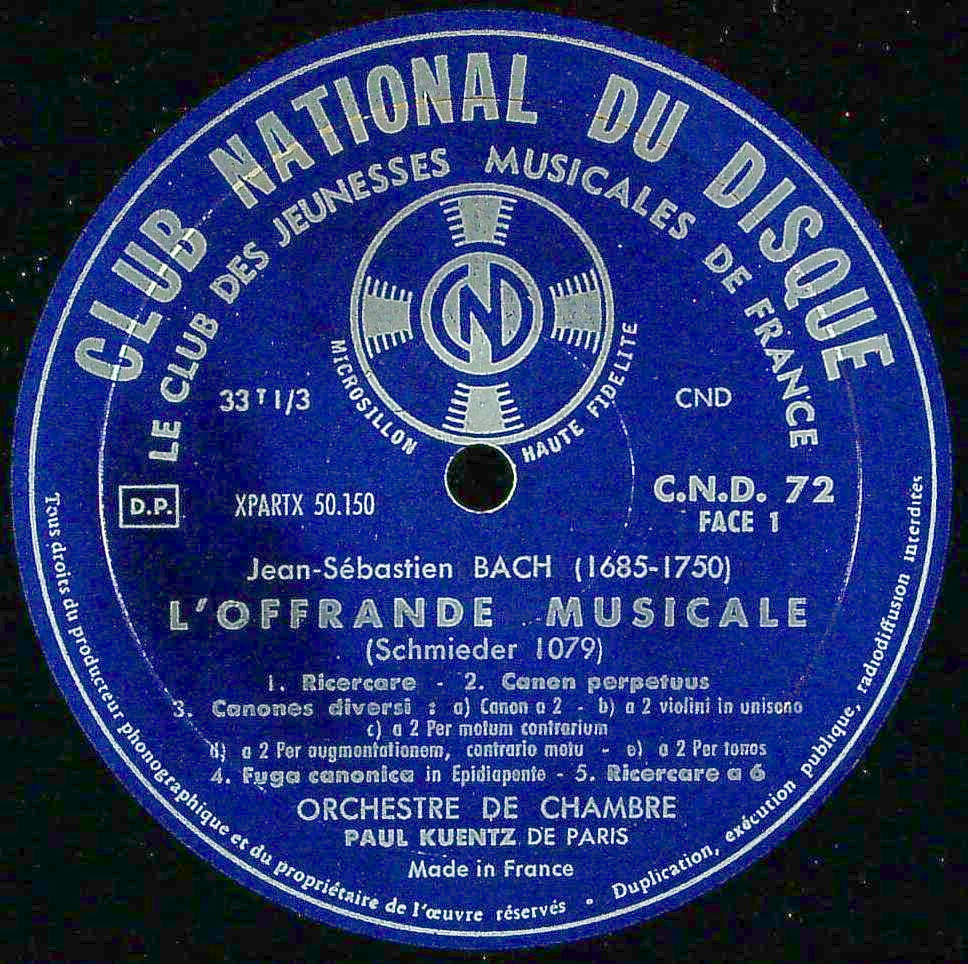 CLUB NATIONAL DU DISQUE
LE CLUB DES JEUNESSES MUSICALES DE FRANCE
CND
MICROSILLON
HAUTE FIDELITE
33 T 1/3
CND
D.P.
XPARTX 50.150
C.N.D. 72
FACE 1
Jean-Sébastien BACH (1685-1750)
L'OFFRANDE MUSICALE
(Schmieder 1079)
1. Ricercare - 2. Canon perpetuus
3. Canones diversi : a) Canon a 2 - b) a 2 violini in unisono
c) a 2 Per motum contrarium
d) a 2 Per augmentationem, contrario motu - e) a 2 Per tonos
4. Fuga canonica in Epidiapente - 5. Ricercare a 6
ORCHESTRE DE CHAMBRE
PAUL KUENTZ DE PARIS
Made in France
Tous droits du producteur phonographique et du propriétaire de l'œuvre réservés • Duplication, exécution publique, radiodiffusion interdites